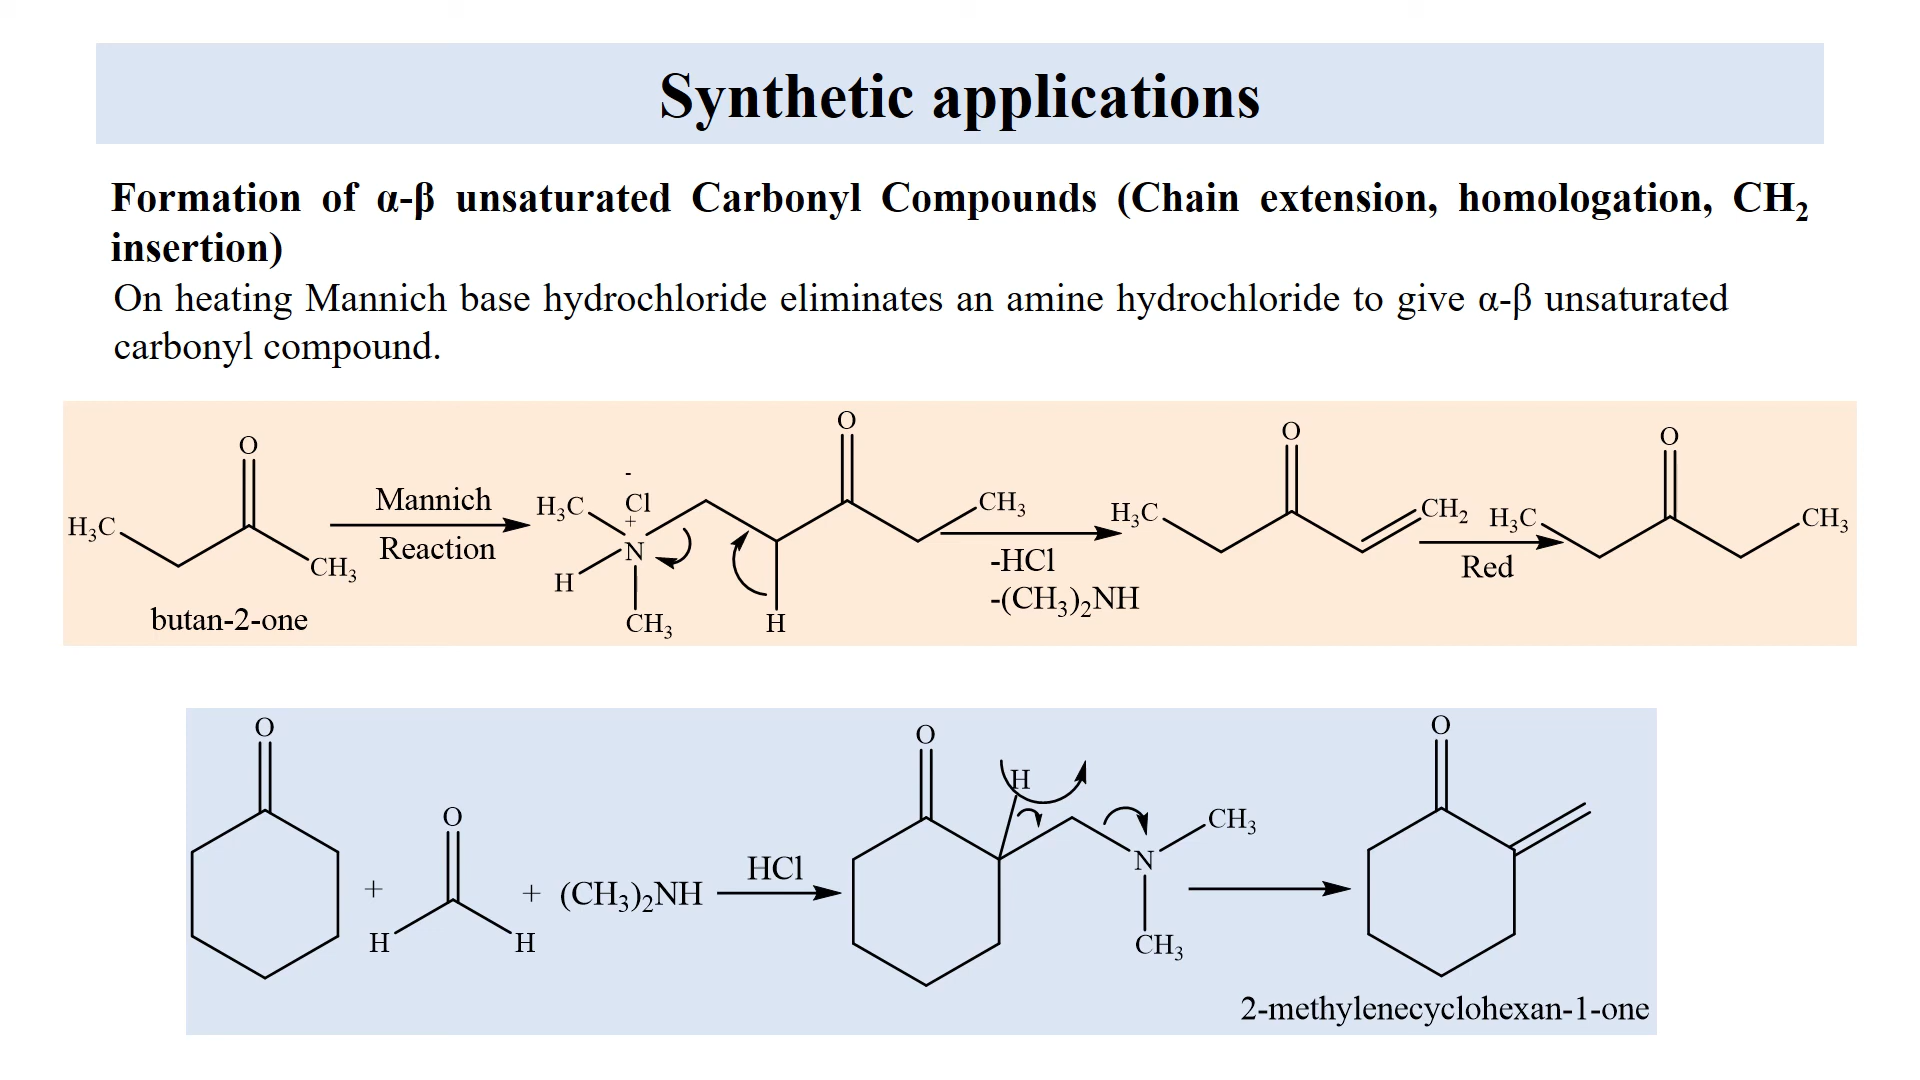 Synthetic applications
Formation of α-β unsaturated Carbonyl Compounds (Chain extension, homologation, CH₂
insertion)
On heating Mannich base hydrochloride eliminates an amine hydrochloride to give α-β unsaturated
carbonyl compound.
O
H₃C
CH₃
butan-2-one
Mannich
Reaction
O
-
H₃C
Cl
+
N
H
CH₃
H
CH₃
-HCl
-(CH₃)₂NH
O
H₃C
CH₂
Red
O
H₃C
CH₃
O
+
O
H
H
+
(CH₃)₂NH
HCl
O
H
N
CH₃
CH₃
O
2-methylenecyclohexan-1-one